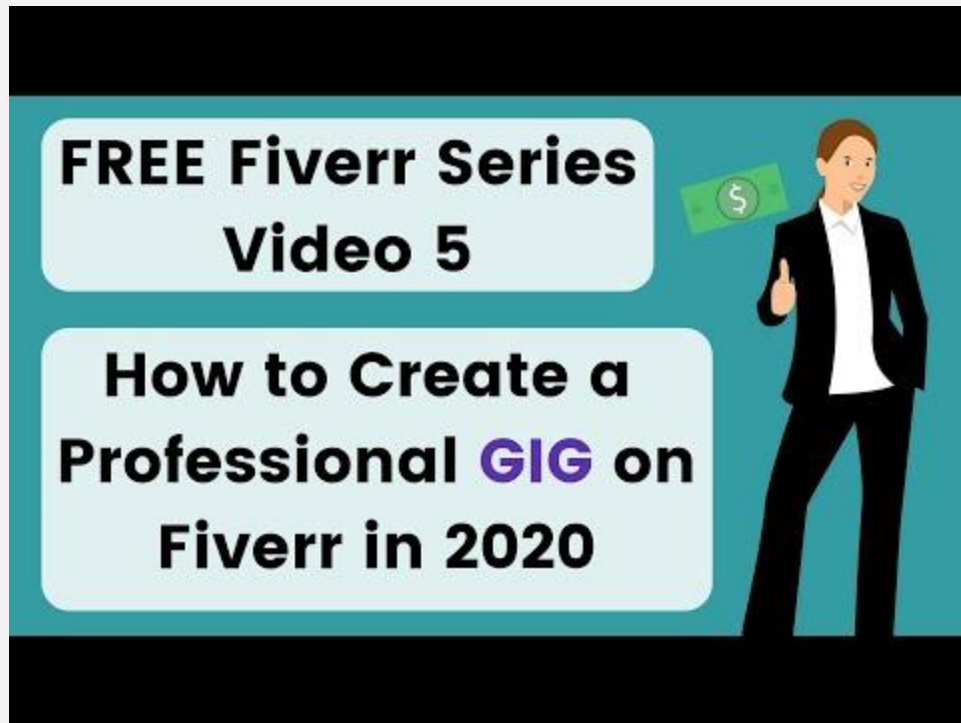 FREE Fiverr Series
Video 5
How to Create a
Professional GIG on
Fiverr in 2020
$